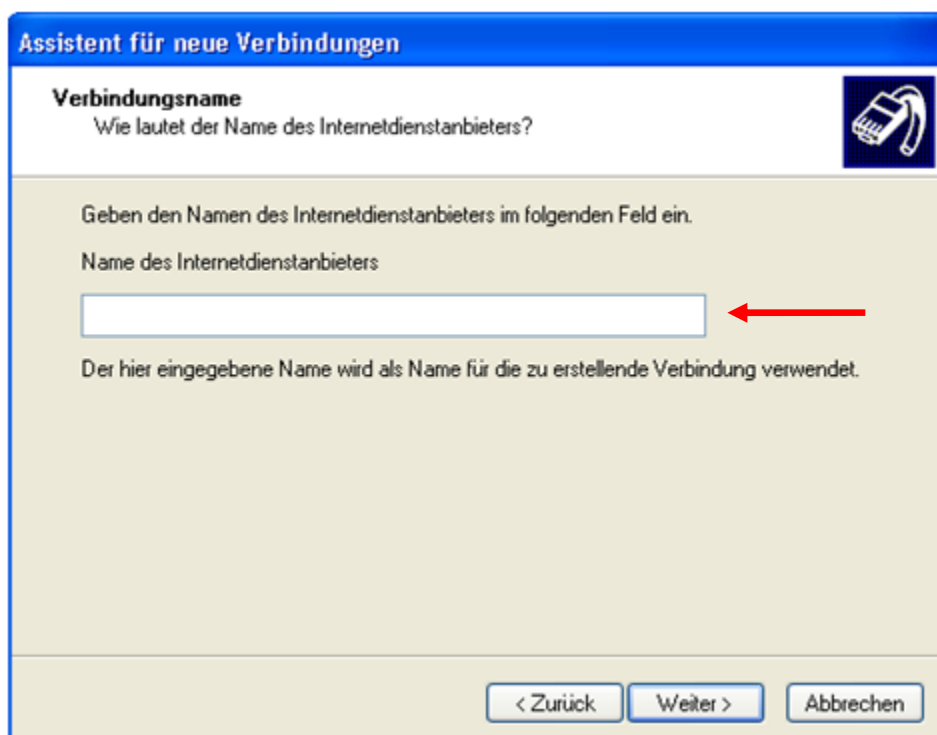 Assistent für neue Verbindungen
Verbindungsname
Wie lautet der Name des Internetdienstanbieters?
Geben den Namen des Internetdienstanbieters im folgenden Feld ein.
Name des Internetdienstanbieters
Der hier eingegebene Name wird als Name für die zu erstellende Verbindung verwendet.
< Zurück Weiter > Abbrechen